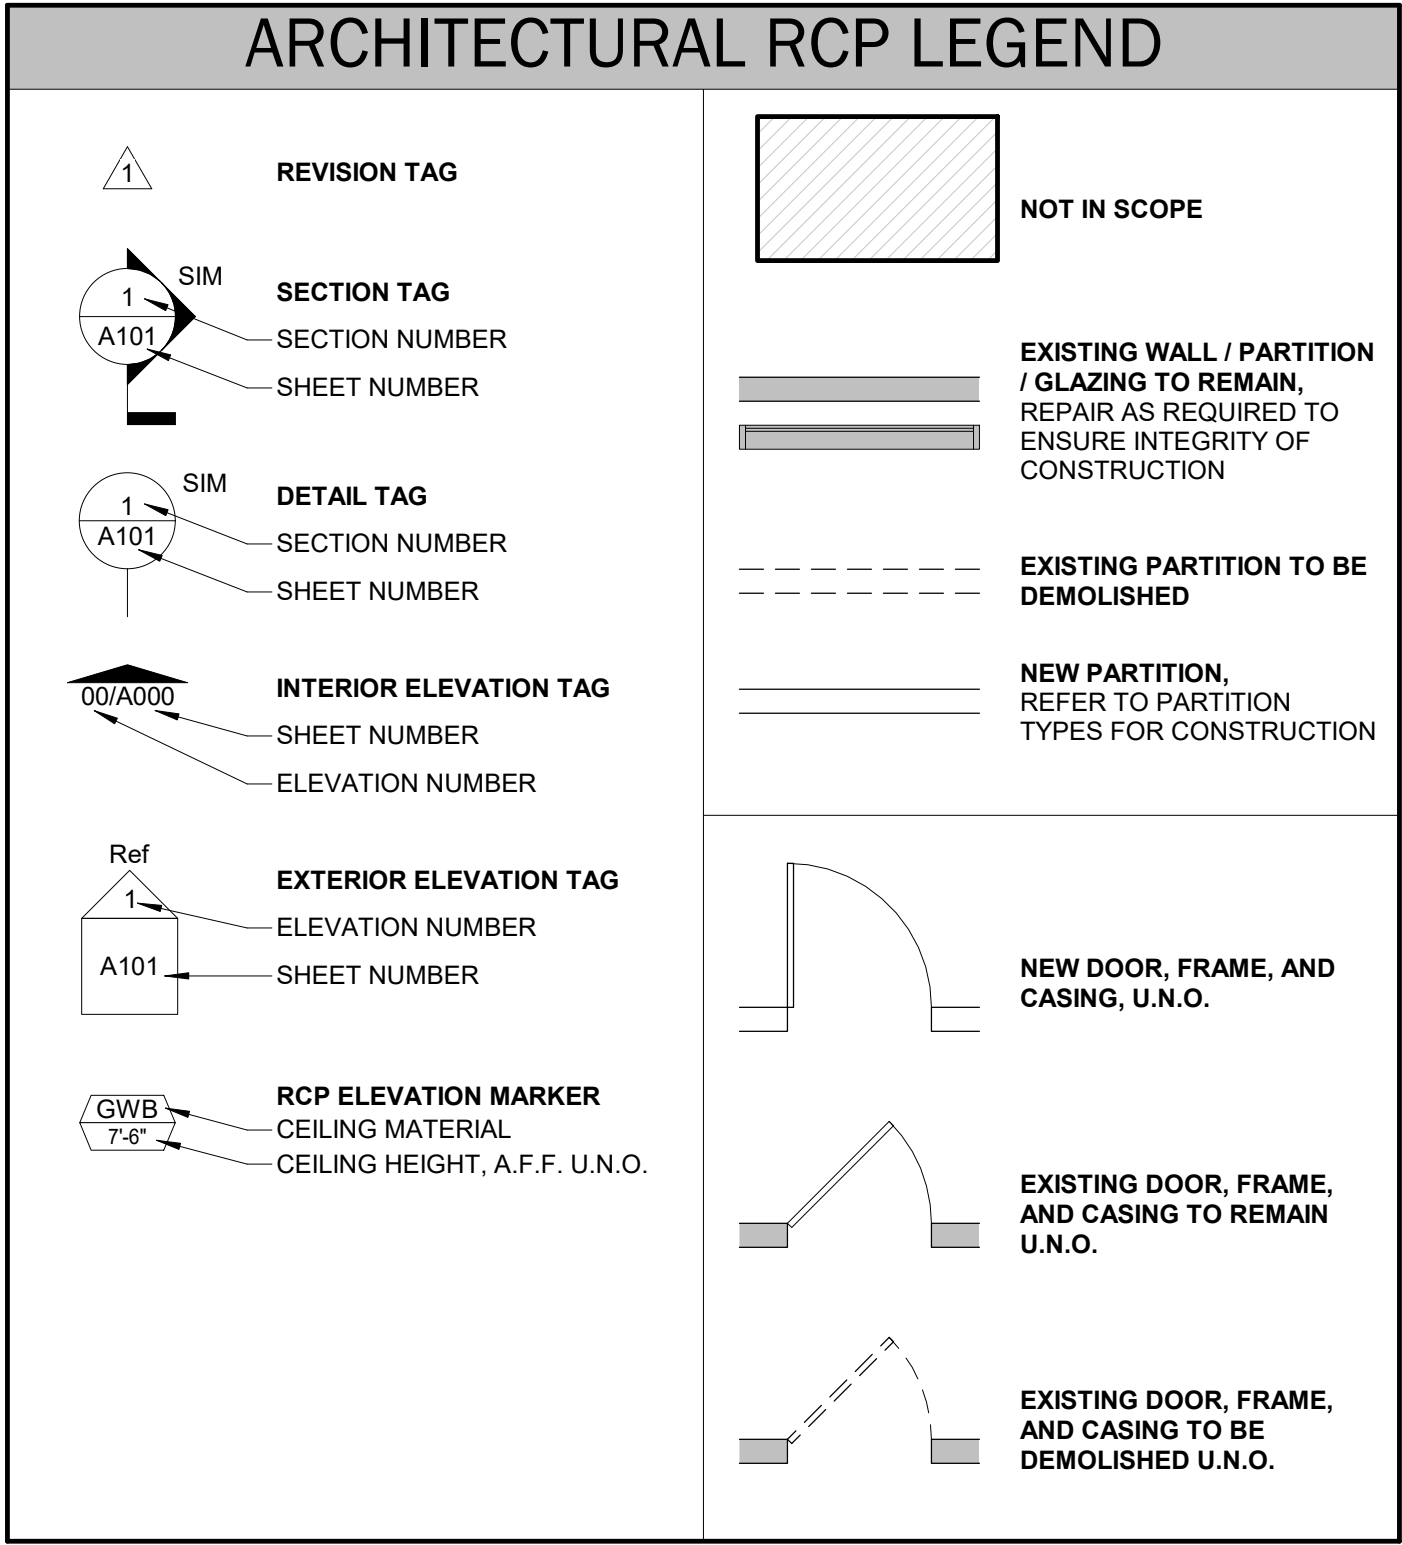 ARCHITECTURAL RCP LEGEND
1
REVISION TAG
SIM
1
A101
SECTION TAG
SECTION NUMBER
SHEET NUMBER
SIM
1
A101
DETAIL TAG
SECTION NUMBER
SHEET NUMBER
00/A000
INTERIOR ELEVATION TAG
SHEET NUMBER
ELEVATION NUMBER
Ref
1
A101
EXTERIOR ELEVATION TAG
ELEVATION NUMBER
SHEET NUMBER
GWB
7'-6"
RCP ELEVATION MARKER
CEILING MATERIAL
CEILING HEIGHT, A.F.F. U.N.O.
NOT IN SCOPE
EXISTING WALL / PARTITION
/ GLAZING TO REMAIN,
REPAIR AS REQUIRED TO
ENSURE INTEGRITY OF
CONSTRUCTION
EXISTING PARTITION TO BE
DEMOLISHED
NEW PARTITION,
REFER TO PARTITION
TYPES FOR CONSTRUCTION
NEW DOOR, FRAME, AND
CASING, U.N.O.
EXISTING DOOR, FRAME,
AND CASING TO REMAIN
U.N.O.
EXISTING DOOR, FRAME,
AND CASING TO BE
DEMOLISHED U.N.O.